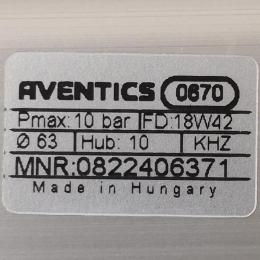 AVENTICS 0670
Pmax: 10 bar FD:18W42
Ø 63 Hub: 10 KHZ
MNR:0822406371
Made in Hungary